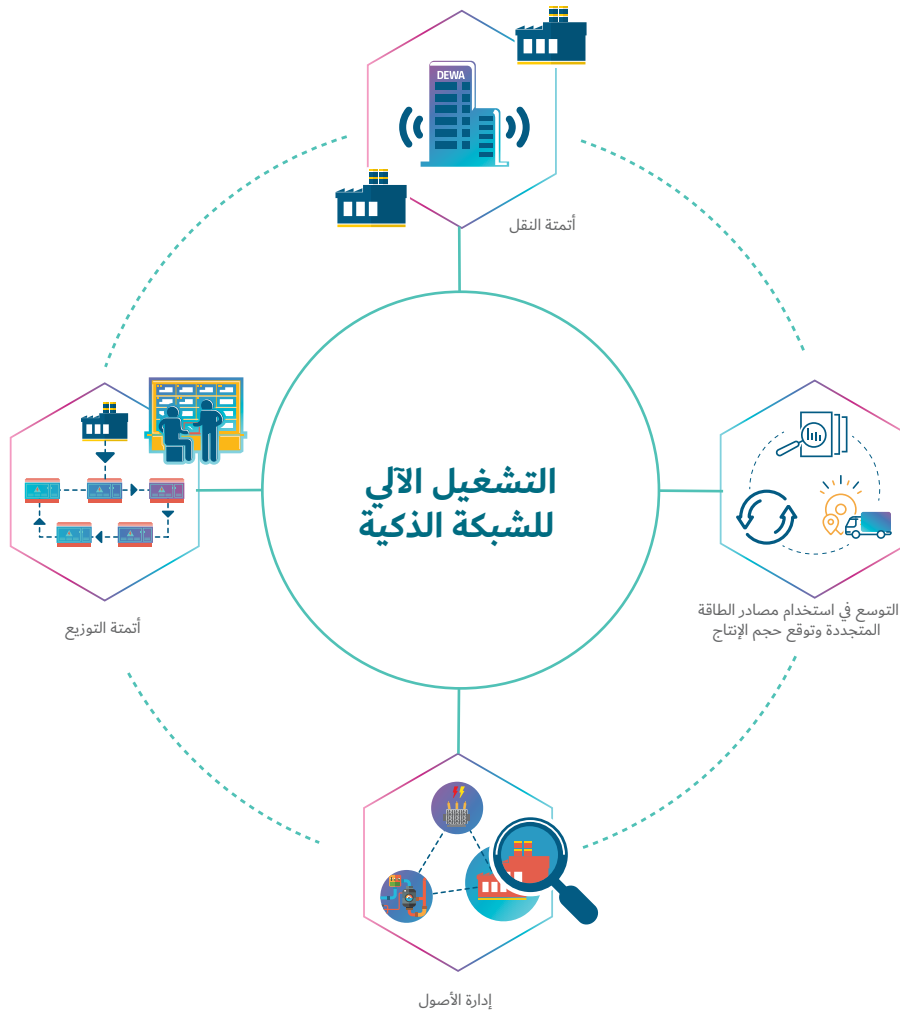 DEWA
أتمتة النقل
التشغيل الآلي
للشبكة الذكية
التوسع في استخدام مصادر الطاقة
المتجددة وتوقع حجم الإنتاج
أتمتة التوزيع
إدارة الأصول